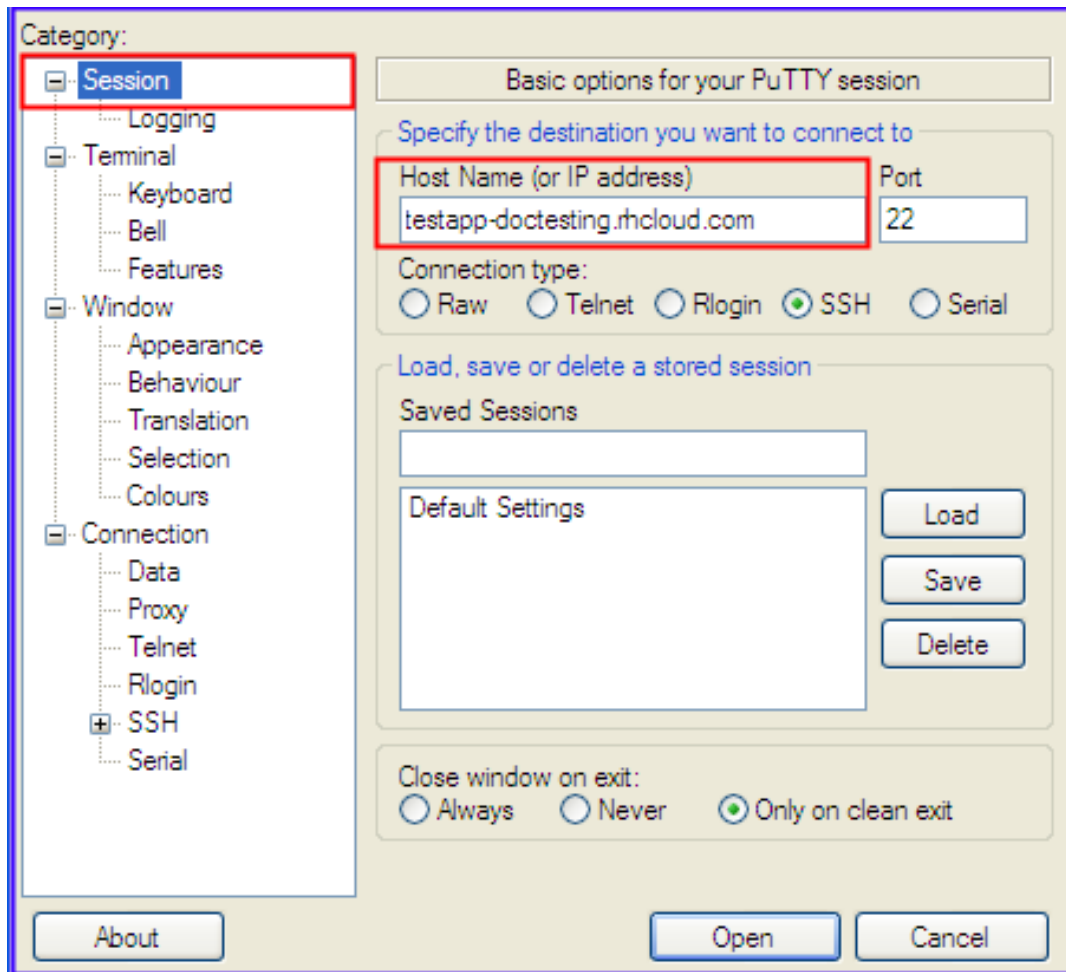 Category:
Session
Logging
Terminal
Keyboard
Bell
Features
Window
Appearance
Behaviour
Translation
Selection
Colours
Connection
Data
Proxy
Telnet
Rlogin
SSH
Serial
Basic options for your PuTTY session
Specify the destination you want to connect to
Host Name (or IP address) Port
testapp-doctesting.rhcloud.com 22
Connection type:
Raw Telnet Rlogin SSH Serial
Load, save or delete a stored session
Saved Sessions
Default Settings
Load
Save
Delete
Close window on exit:
Always Never Only on clean exit
About Open Cancel